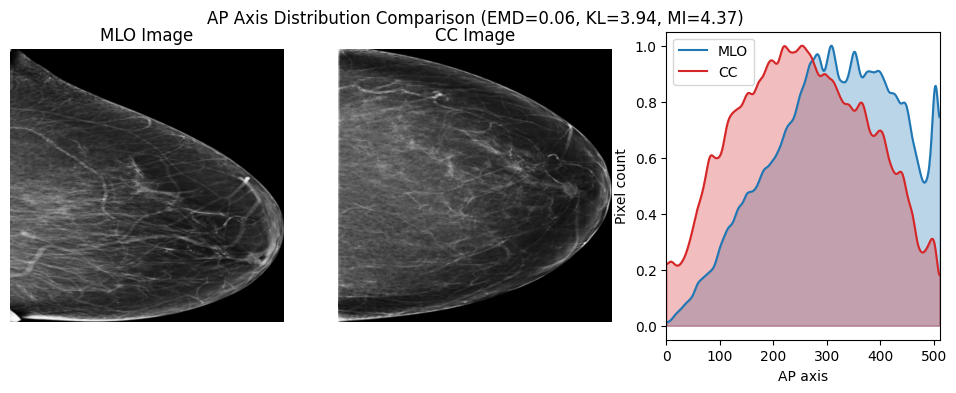 AP Axis Distribution Comparison (EMD=0.06, KL=3.94, MI=4.37)
MLO Image
CC Image
MLO
CC
1.0
0.8
0.6
0.4
0.2
0.0
Pixel count
0 100 200 300 400 500
AP axis